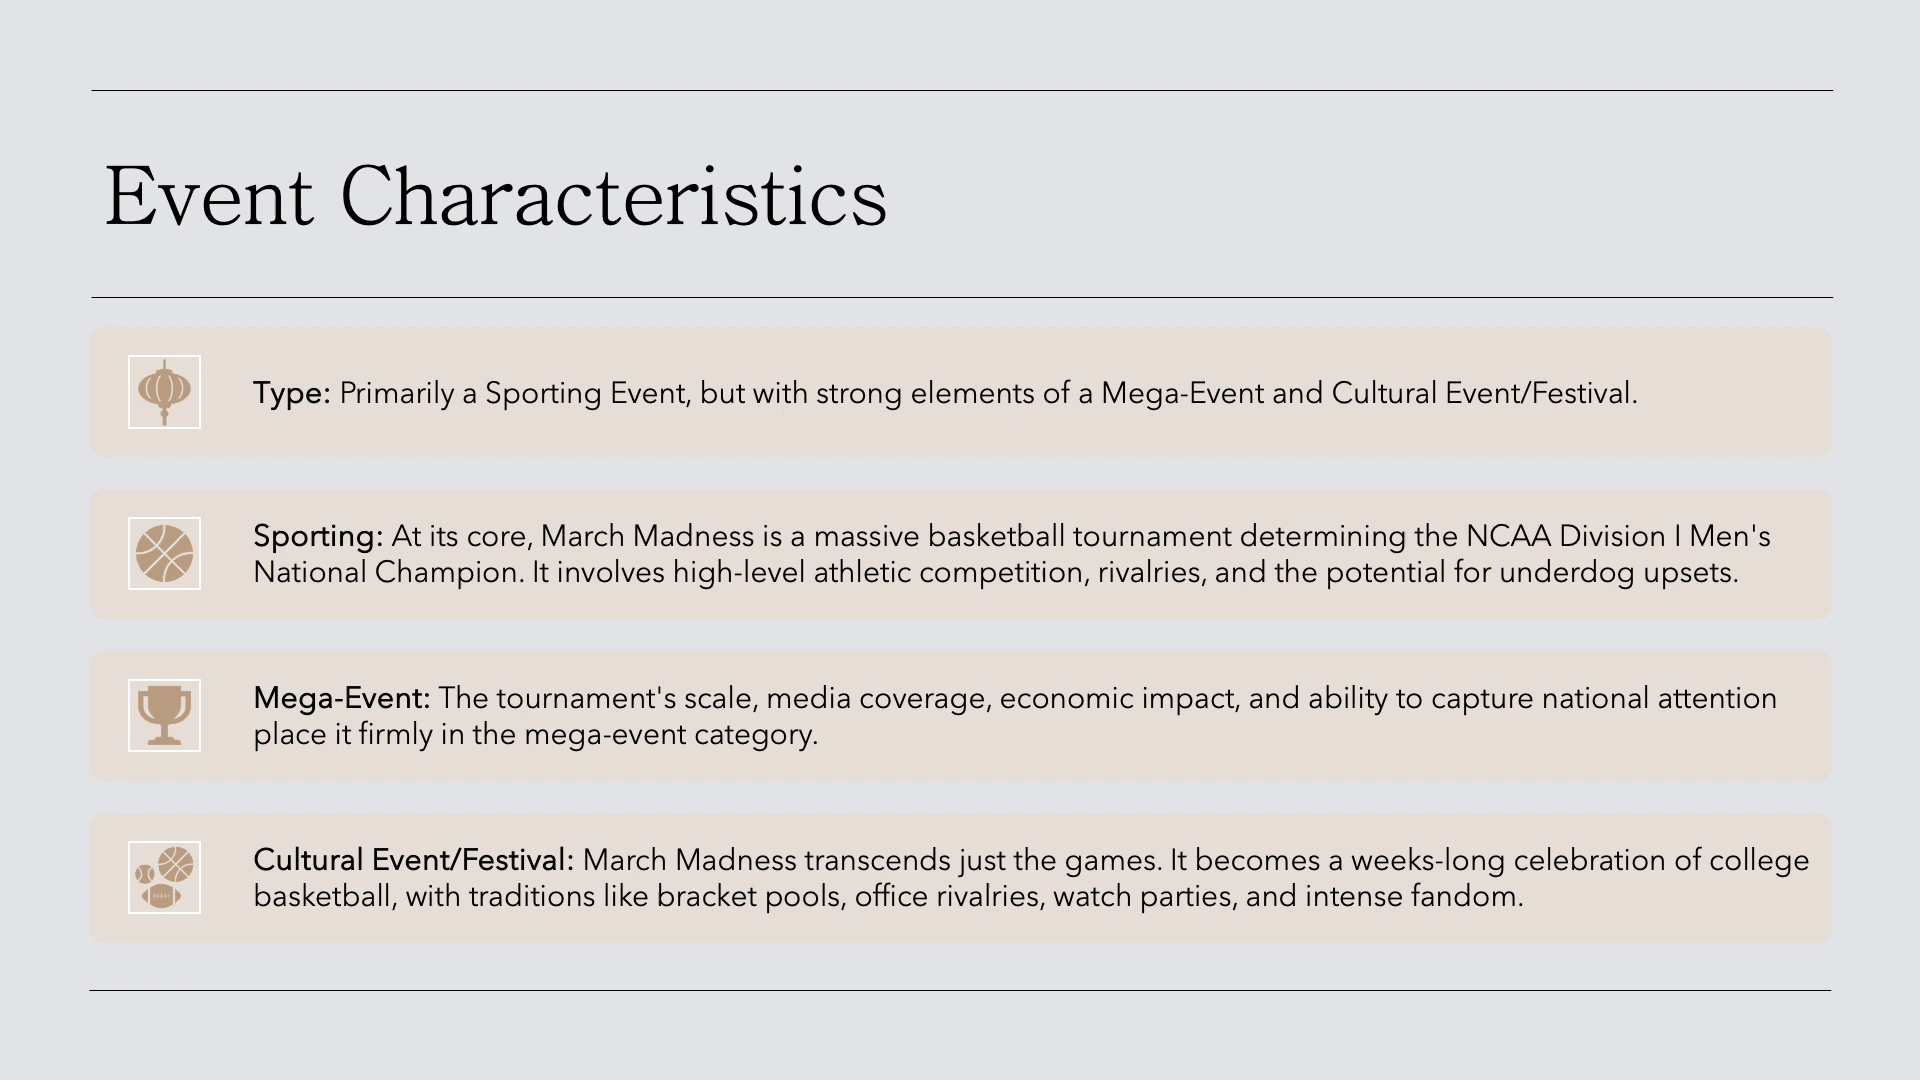 Event Characteristics
Type: Primarily a Sporting Event, but with strong elements of a Mega-Event and Cultural Event/Festival.
Sporting: At its core, March Madness is a massive basketball tournament determining the NCAA Division I Men's
National Champion. It involves high-level athletic competition, rivalries, and the potential for underdog upsets.
Mega-Event: The tournament's scale, media coverage, economic impact, and ability to capture national attention
place it firmly in the mega-event category.
Cultural Event/Festival: March Madness transcends just the games. It becomes a weeks-long celebration of college
basketball, with traditions like bracket pools, office rivalries, watch parties, and intense fandom.